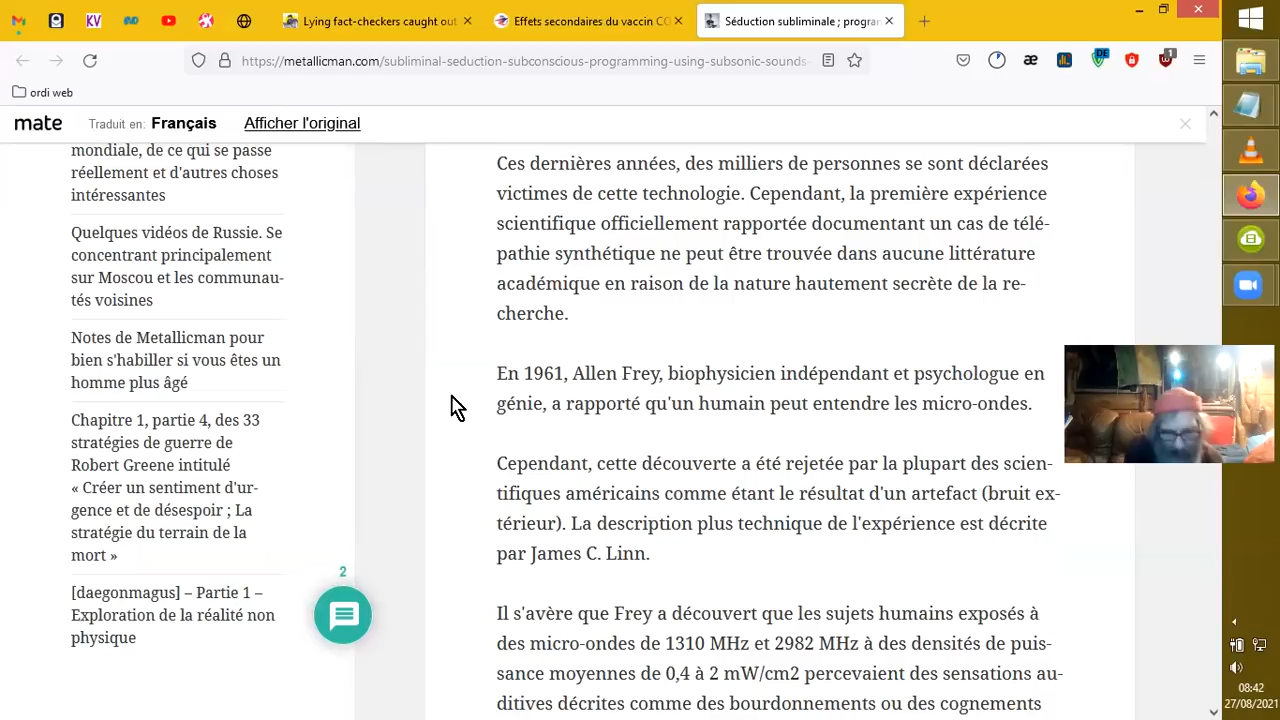 KV
Lying fact-checkers caught out
Effets secondaires du vaccin CO
Séduction subliminale ; progran
https://metallicman.com/subliminal-seduction-subconscious-programming-using-subsonic-sounds-
DE
1
ordi web
mate
Traduit en: Français
Afficher l'original
mondiale, de ce qui se passe
réellement et d'autres choses
intéressantes
Quelques vidéos de Russie. Se
concentrant principalement
sur Moscou et les communau-
tés voisines
Notes de Metallicman pour
bien s'habiller si vous êtes un
homme plus âgé
Chapitre 1, partie 4, des 33
stratégies de guerre de
Robert Greene intitulé
« Créer un sentiment d'ur-
gence et de désespoir ; La
stratégie du terrain de la
mort »
[daegonmagus] – Partie 1 –
Exploration de la réalité non
physique
2
Ces dernières années, des milliers de personnes se sont déclarées
victimes de cette technologie. Cependant, la première expérience
scientifique officiellement rapportée documentant un cas de télé-
pathie synthétique ne peut être trouvée dans aucune littérature
académique en raison de la nature hautement secrète de la re-
cherche.
En 1961, Allen Frey, biophysicien indépendant et psychologue en
génie, a rapporté qu'un humain peut entendre les micro-ondes.
Cependant, cette découverte a été rejetée par la plupart des scien-
tifiques américains comme étant le résultat d'un artefact (bruit ex-
térieur). La description plus technique de l'expérience est décrite
par James C. Linn.
Il s'avère que Frey a découvert que les sujets humains exposés à
des micro-ondes de 1310 MHz et 2982 MHz à des densités de puis-
sance moyennes de 0,4 à 2 mW/cm2 percevaient des sensations au-
ditives décrites comme des bourdonnements ou des cognements
08:42
27/08/2021